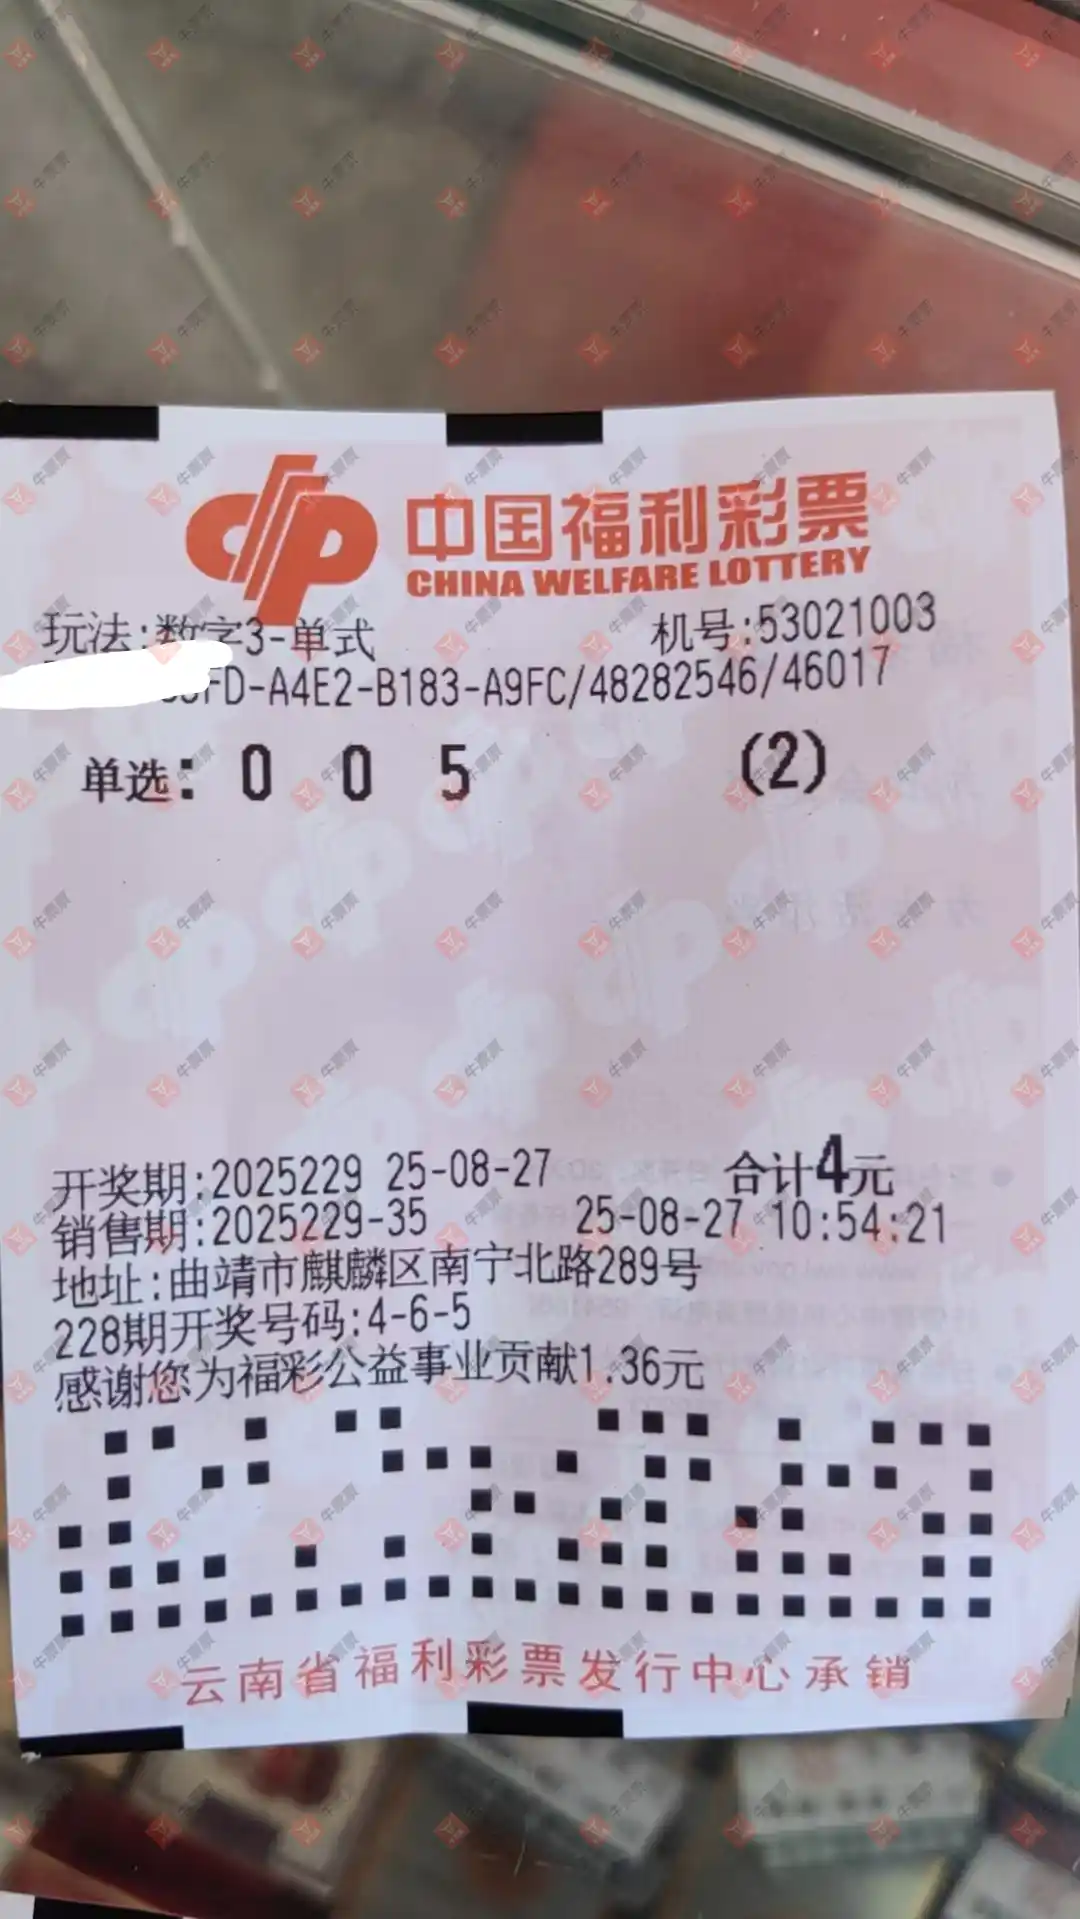 中国福利彩票
CHINA WELFARE LOTTERY
玩法:数字3-单式 机号:53021003
FD-A4E2-B183-A9FC/48282546/46017
单选: 0 0 5 (2)
开奖期:2025229 25-08-27 合计4元
销售期:2025229-35 25-08-27 10:54:21
地址:曲靖市麒麟区南宁北路289号
228期开奖号码:4-6-5
感谢您为福彩公益事业贡献1.36元
云南省福利彩票发行中心承销
牛票票